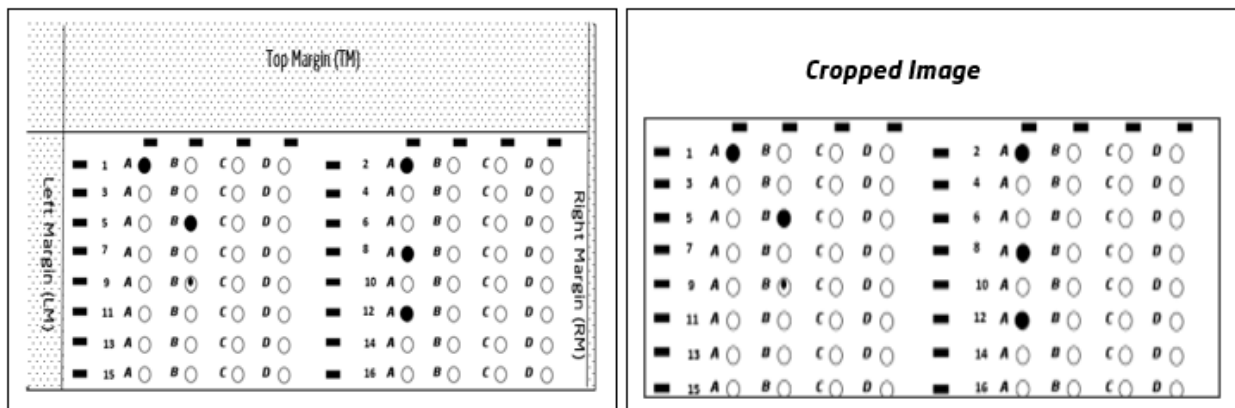 Top Margin (TM)
Left Margin (LM)
1 A B C D 2 A B C D
3 A B C D 4 A B C D
5 A B C D 6 A B C D
7 A B C D 8 A B C D
9 A B C D 10 A B C D
11 A B C D 12 A B C D
13 A B C D 14 A B C D
15 A B C D 16 A B C D
Right Margin (RM)
Cropped Image
1 A B C D 2 A B C D
3 A B C D 4 A B C D
5 A B C D 6 A B C D
7 A B C D 8 A B C D
9 A B C D 10 A B C D
11 A B C D 12 A B C D
13 A B C D 14 A B C D
15 A B C D 16 A B C D